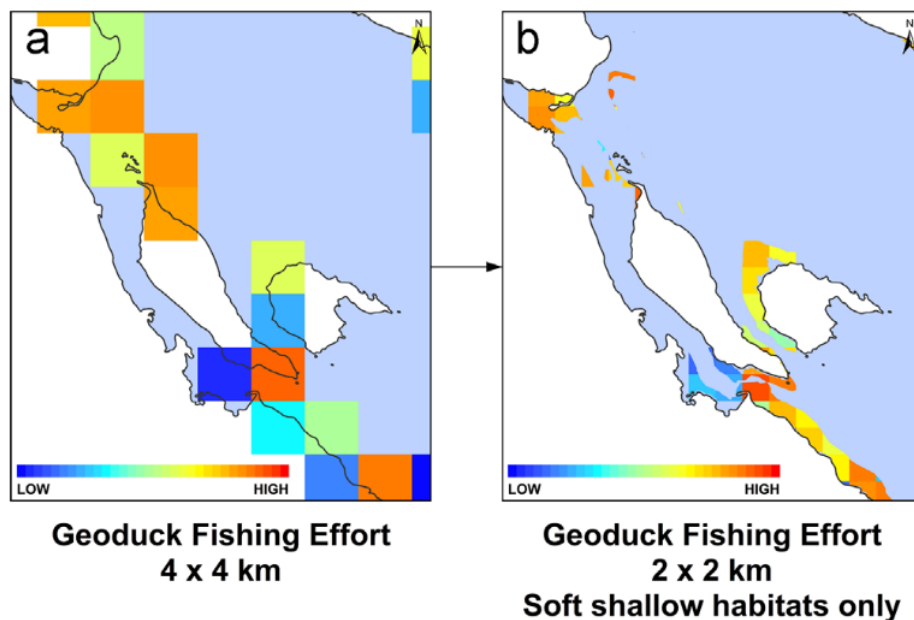 a
N
b
N
LOW HIGH
LOW HIGH
Geoduck Fishing Effort
4 x 4 km
Geoduck Fishing Effort
2 x 2 km
Soft shallow habitats only